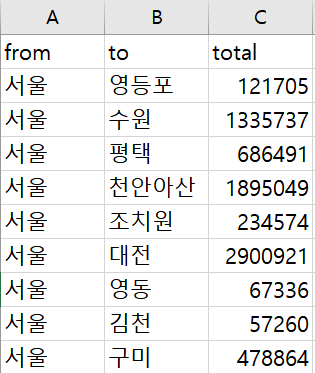 A B C
from to total
서울 영등포 121705
서울 수원 1335737
서울 평택 686491
서울 천안아산 1895049
서울 조치원 234574
서울 대전 2900921
서울 영동 67336
서울 김천 57260
서울 구미 478864